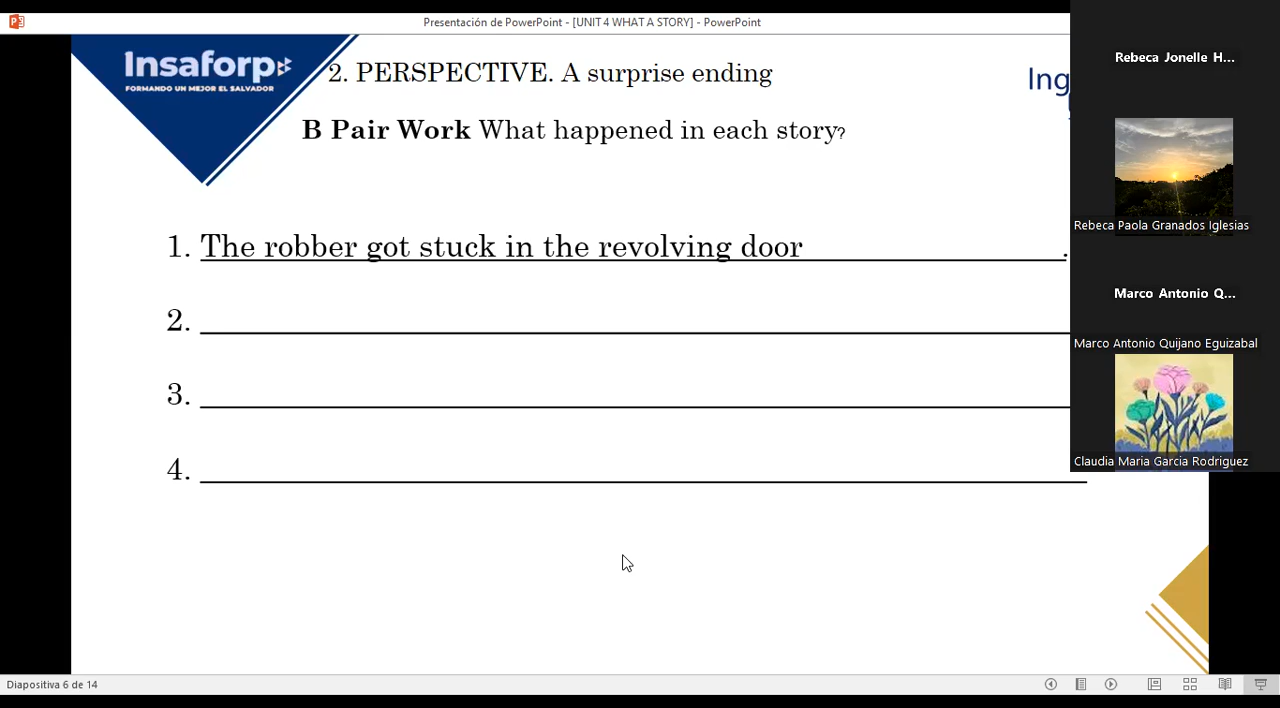 Presentación de PowerPoint - [UNIT 4 WHAT A STORY] - PowerPoint
Insaforp
FORMANDO UN MEJOR EL SALVADOR
2. PERSPECTIVE. A surprise ending
Ing
B Pair Work What happened in each story?
1. The robber got stuck in the revolving door.
2.
3.
4.
Rebeca Jonelle H...
Rebeca Paola Granados Iglesias
Marco Antonio Q...
Marco Antonio Quijano Eguizabal
Claudia Maria Garcia Rodriguez
Diapositiva 6 de 14